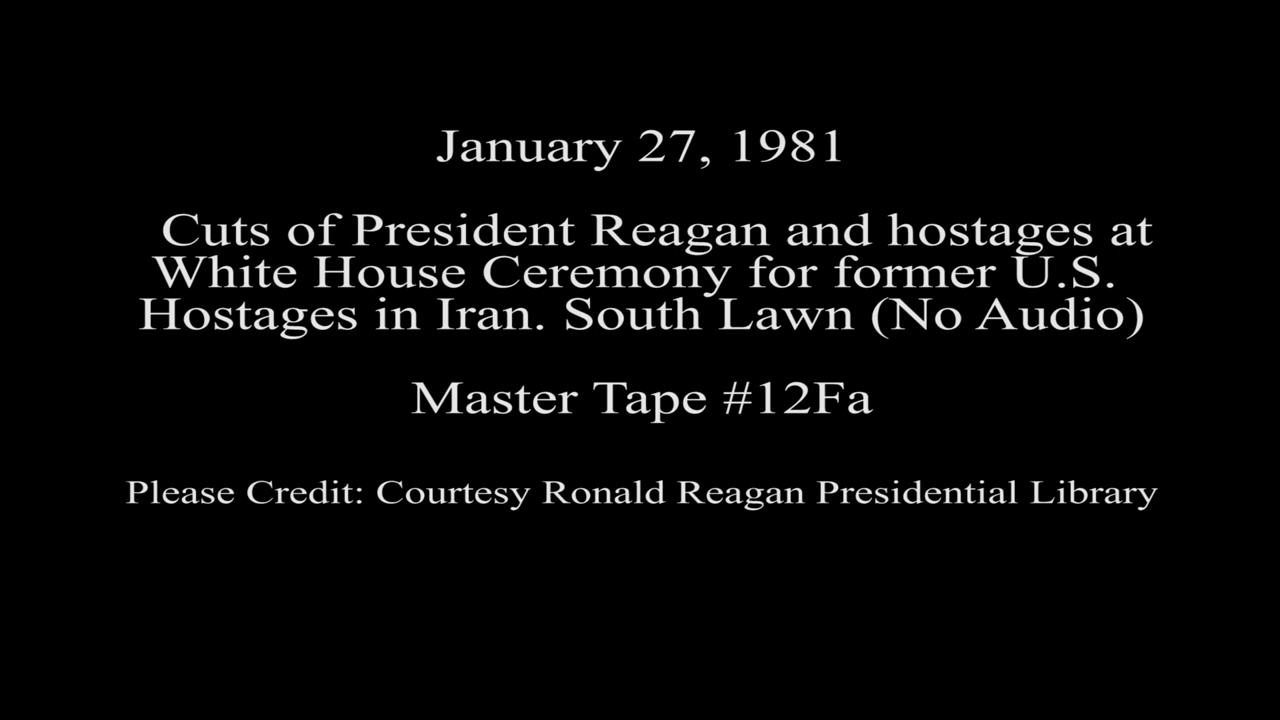 January 27, 1981
Cuts of President Reagan and hostages at
White House Ceremony for former U.S.
Hostages in Iran. South Lawn (No Audio)
Master Tape #12Fa
Please Credit: Courtesy Ronald Reagan Presidential Library